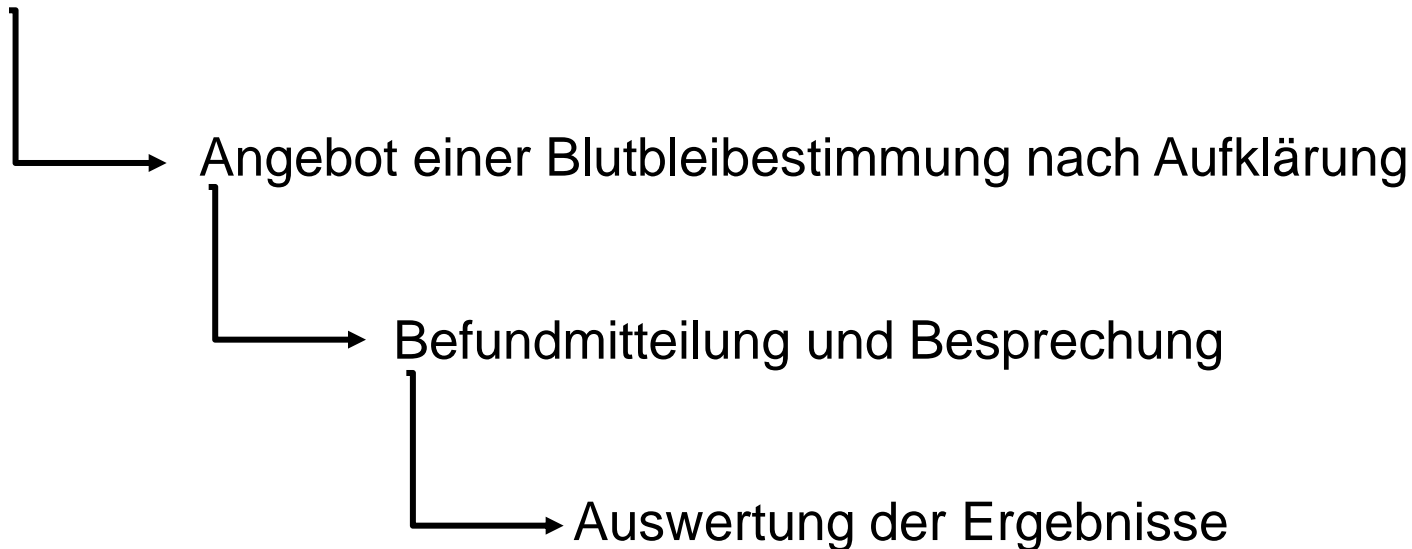 Angebot einer Blutbleibestimmung nach Aufklärung
Befundmitteilung und Besprechung
Auswertung der Ergebnisse